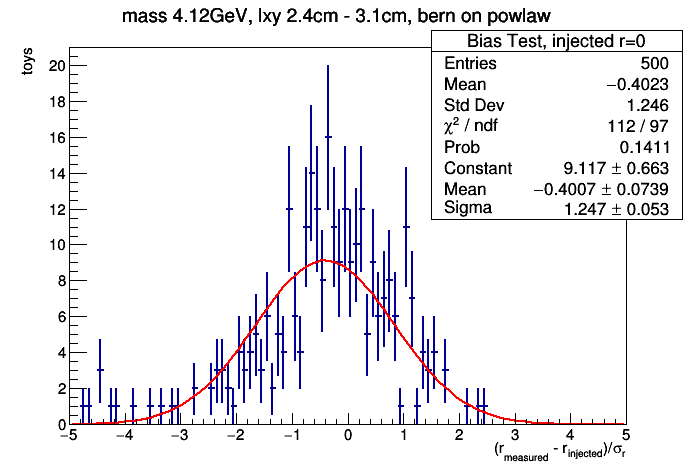 mass 4.12GeV, lxy 2.4cm - 3.1cm, bern on powlaw
Bias Test, injected r=0
Entries 500
Mean −0.4023
Std Dev 1.246
χ² / ndf 112 / 97
Prob 0.1411
Constant 9.117 ± 0.663
Mean −0.4007 ± 0.0739
Sigma 1.247 ± 0.053
toys
20
18
16
14
12
10
8
6
4
2
0
−5 −4 −3 −2 −1 0 1 2 3 4 5
(r_measured - r_injected)/σ_r